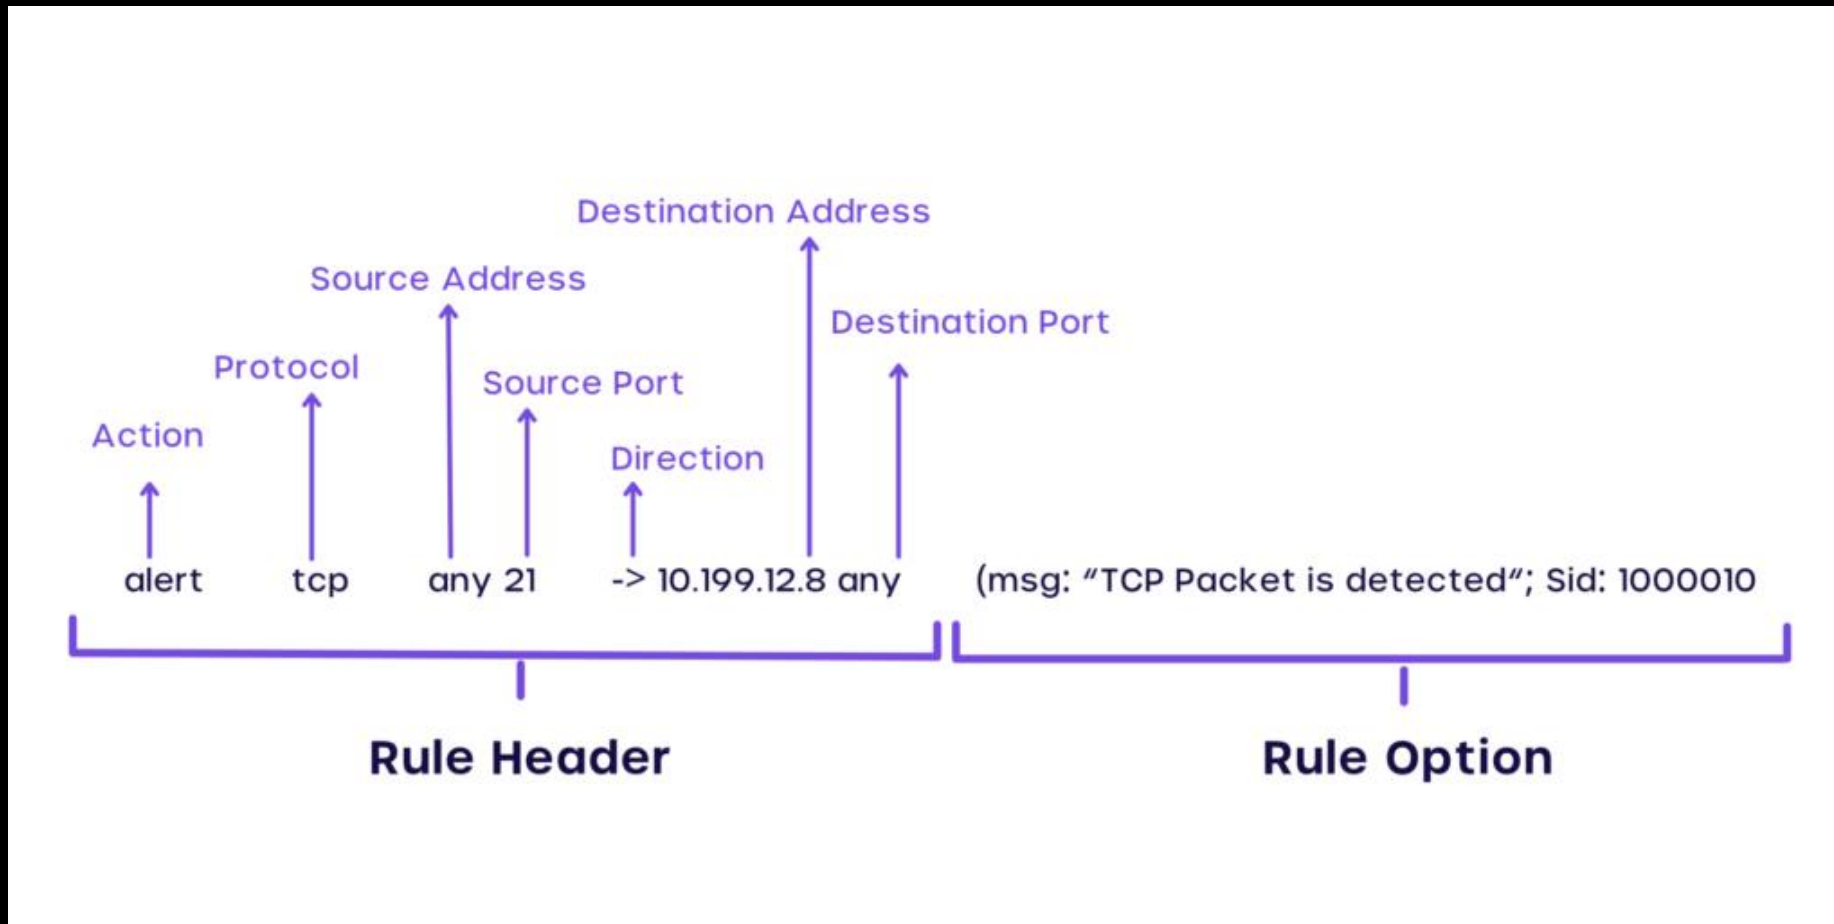 Destination Address
Source Address
Destination Port
Protocol
Source Port
Action
Direction
alert tcp any 21 -> 10.199.12.8 any (msg: “TCP Packet is detected“; Sid: 1000010
Rule Header
Rule Option